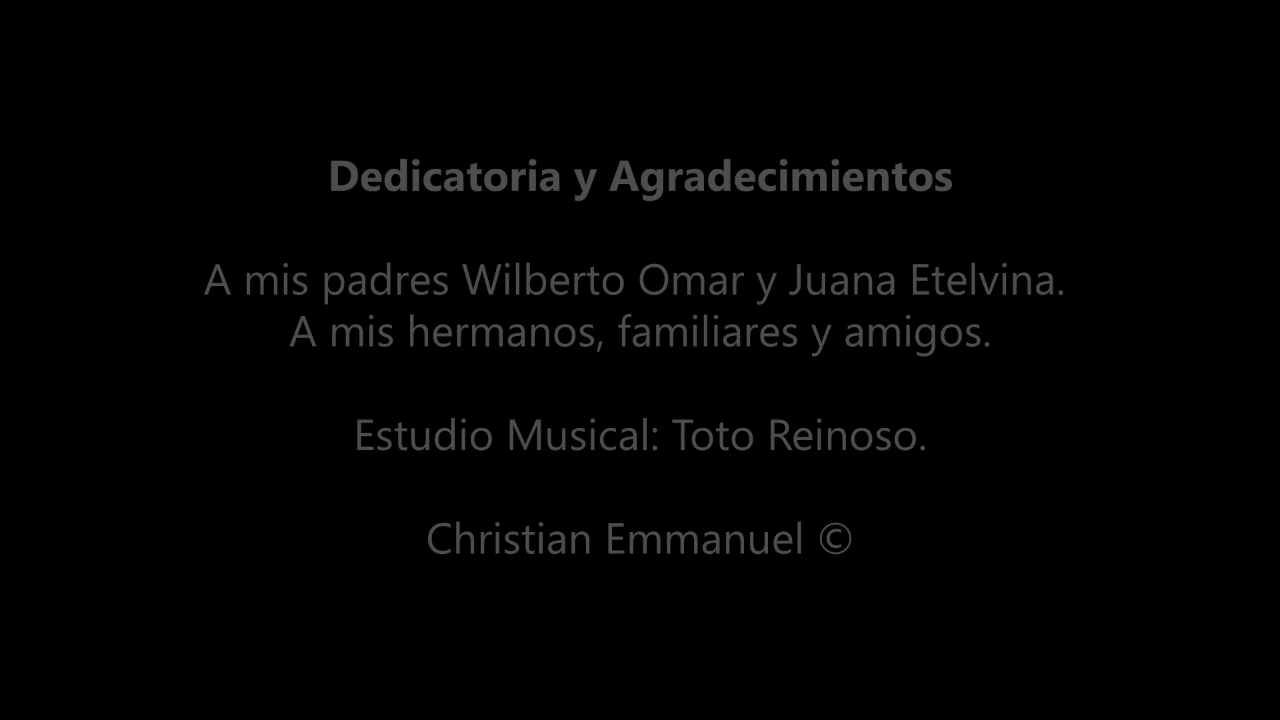 Dedicatoria y Agradecimientos
A mis padres Wilberto Omar y Juana Etelvina.
A mis hermanos, familiares y amigos.
Estudio Musical: Toto Reinoso.
Christian Emmanuel ©